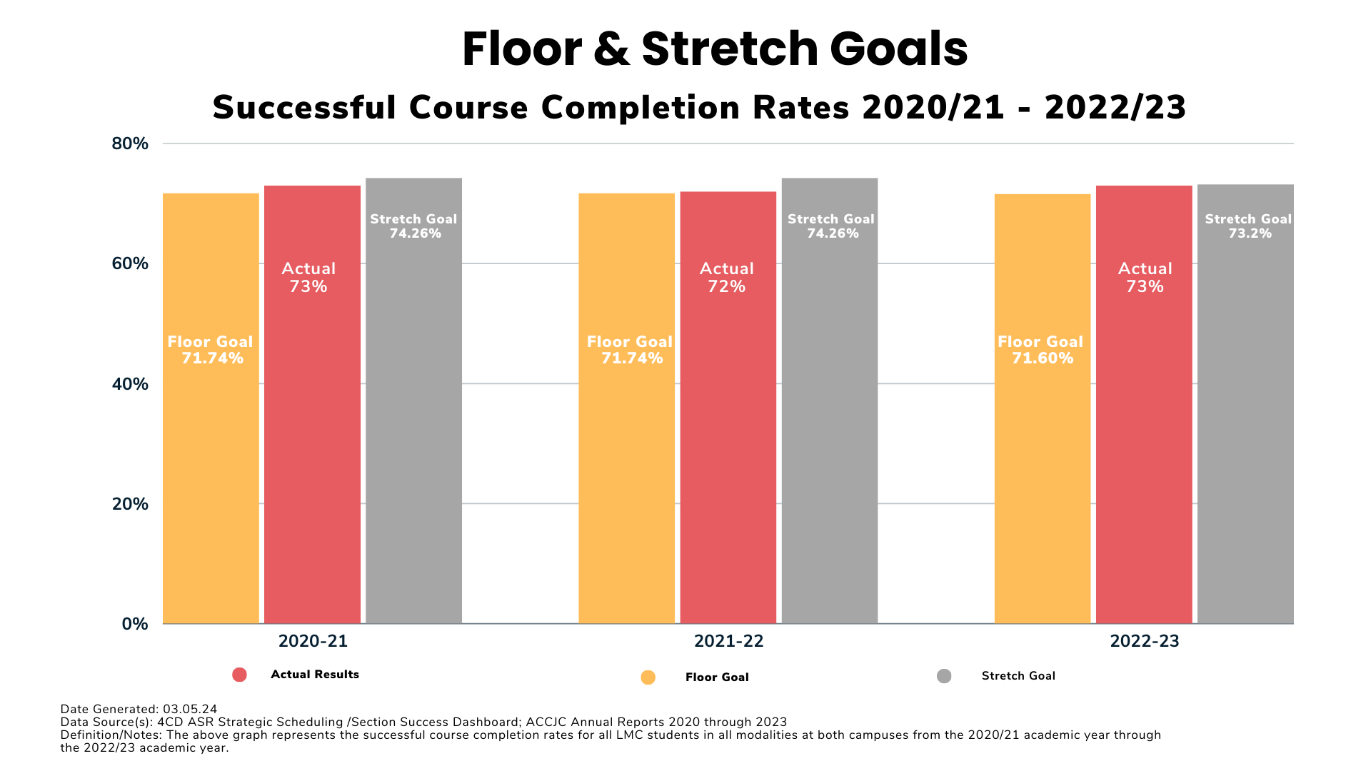 Floor & Stretch Goals
Successful Course Completion Rates 2020/21 - 2022/23
80%
60%
40%
20%
0%
Floor Goal
71.74%
Actual
73%
Stretch Goal
74.26%
Floor Goal
71.74%
Actual
72%
Stretch Goal
74.26%
Floor Goal
71.60%
Actual
73%
Stretch Goal
73.2%
2020-21
2021-22
2022-23
Actual Results
Floor Goal
Stretch Goal
Date Generated: 03.05.24
Data Source(s): 4CD ASR Strategic Scheduling /Section Success Dashboard; ACCJC Annual Reports 2020 through 2023
Definition/Notes: The above graph represents the successful course completion rates for all LMC students in all modalities at both campuses from the 2020/21 academic year through
the 2022/23 academic year.